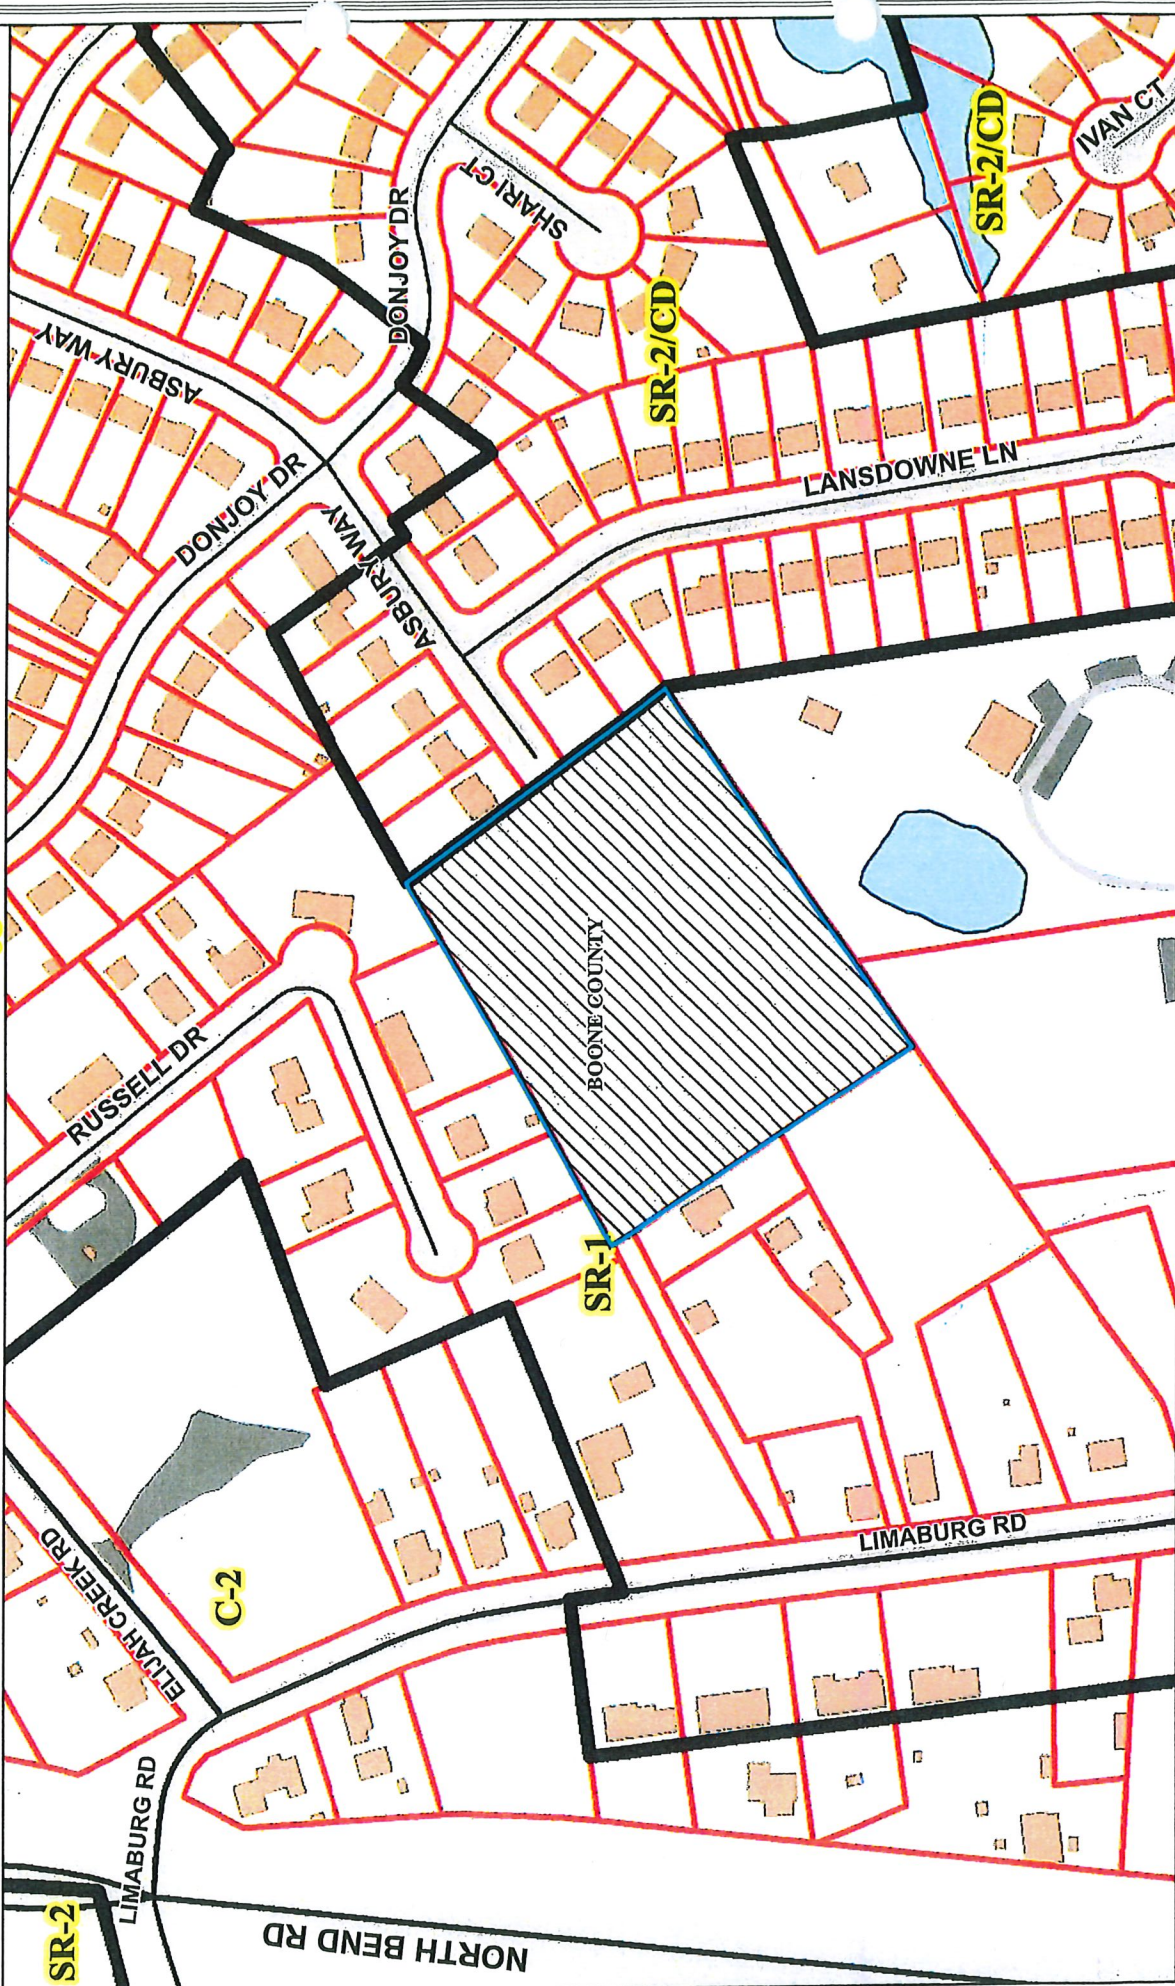 IVAN CT
SR-2/CD
SHARI CT
DONJOY DR
SR-2/CD
ASBURY WAY
LANSDOWNE LN
DONJOY DR
ASBURY WAY
ASBURY WAY
BOONE COUNTY
RUSSELL DR
SR-1
LIMABURG RD
ELIJAH CREEK RD
C-2
LIMABURG RD
SR-2
NORTH BEND RD